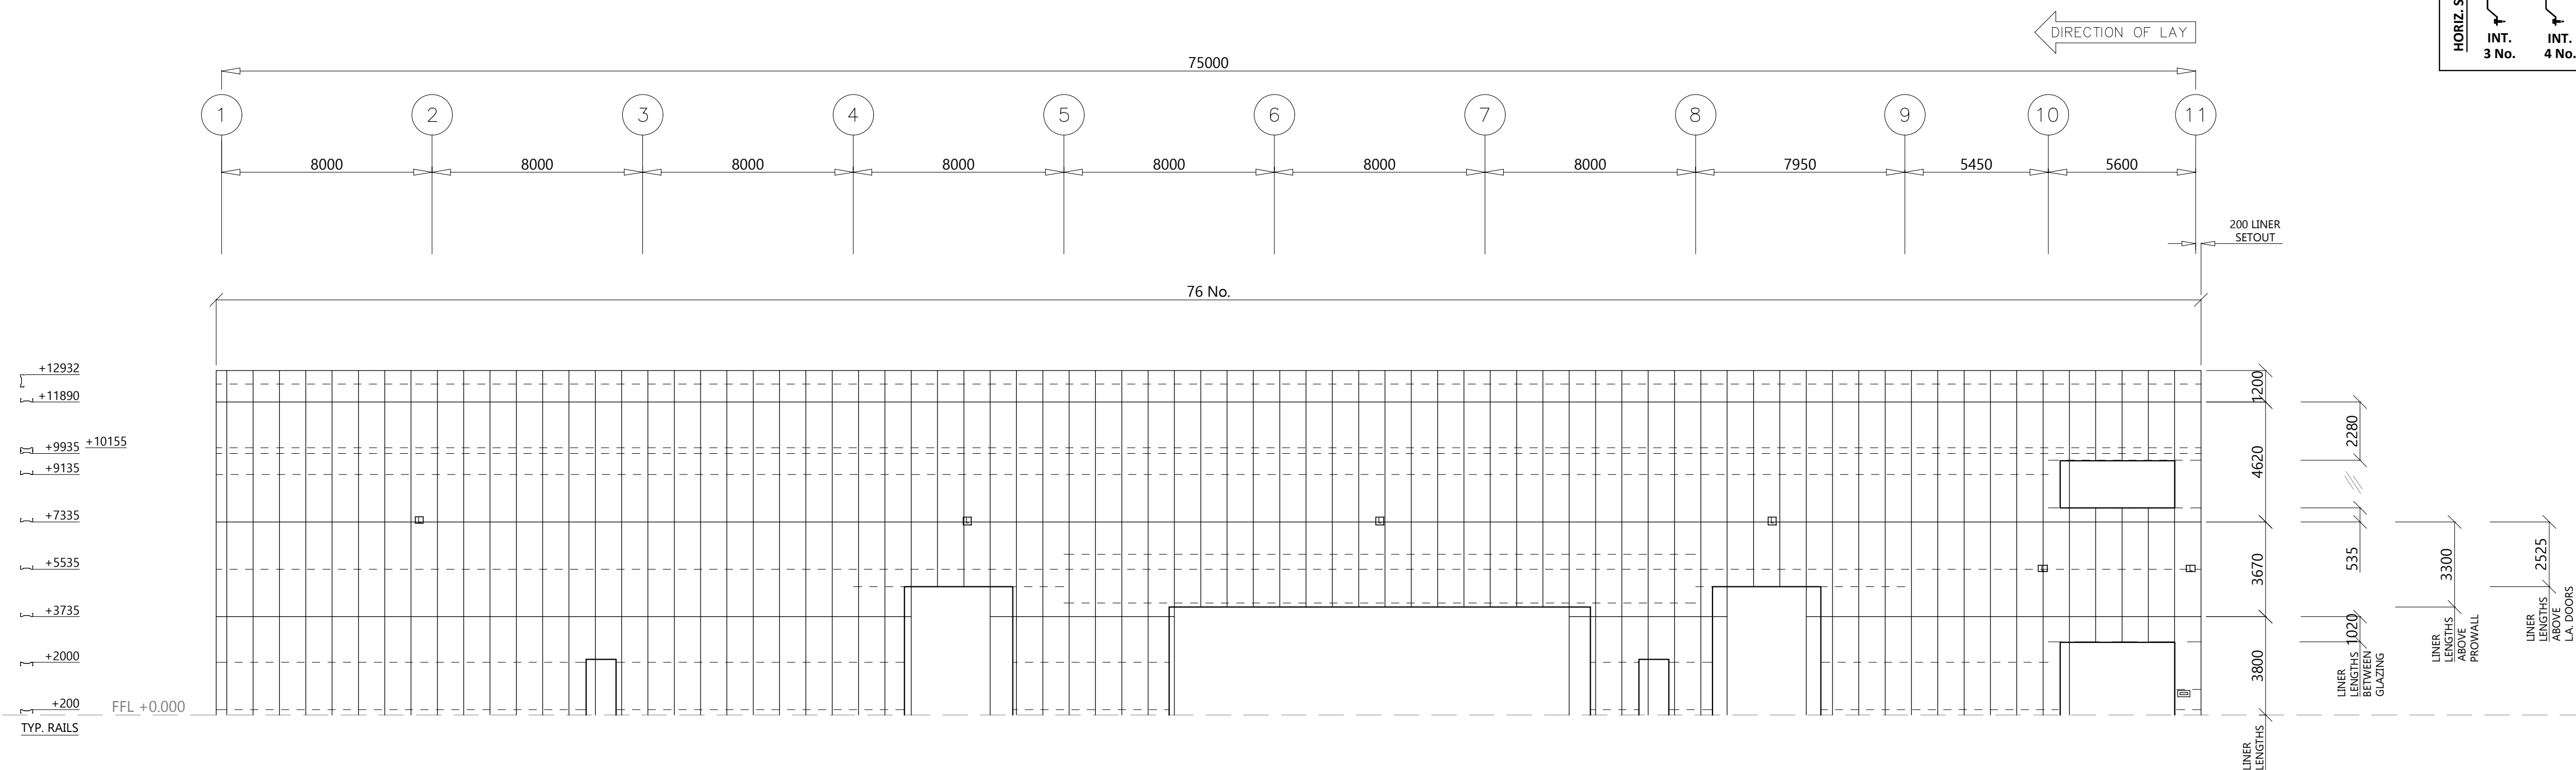 HORIZ. S
INT.
3 No.
INT.
4 No.
DIRECTION OF LAY
75000
1 2 3 4 5 6 7 8 9 10 11
8000 8000 8000 8000 8000 8000 8000 7950 5450 5600
200 LINER
SETOUT
76 No.
+12932
+11890
+10155
+9935
+9135
+7335
+5535
+3735
+2000
+200
FFL +0.000
TYP. RAILS
L
L
L
L
L
L
1200
4620
3670
3800
LINER
LENGTHS
2280
535
1020
LINER
LENGTHS
BETWEEN
GLAZING
3300
LINER
LENGTHS
ABOVE
PROWALL
2525
LINER
LENGTHS
ABOVE
L.A. DOORS